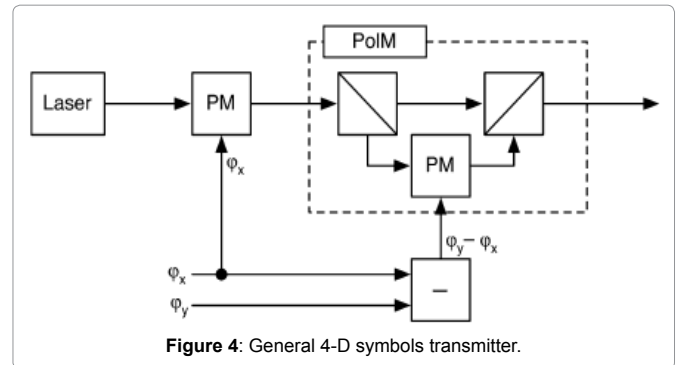 PolM
Laser
PM
PM
φx
φy – φx
φx
φy
–
Figure 4: General 4-D symbols transmitter.